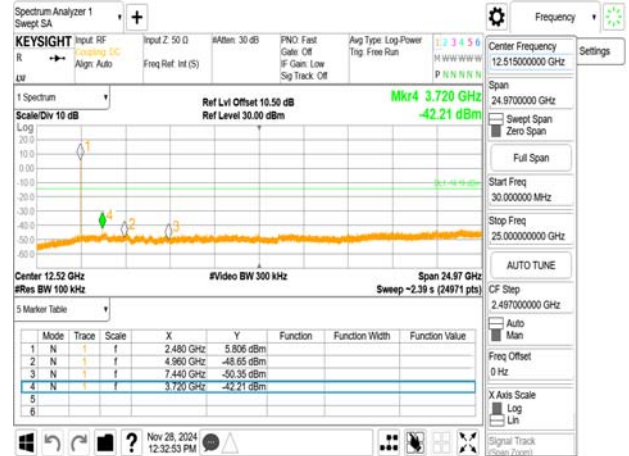 Spectrum Analyzer 1
Swept SA
Frequency
KEYSIGHT
Input: RF
Coupling: DC
Align: Auto
Input Z: 50 Ω
Freq Ref: Int (S)
#Atten: 30 dB
PNO: Fast
Gate: Off
IF Gain: Low
Sig Track: Off
Avg Type: Log-Power
Trig: Free Run
1 2 3 4 5 6
M W W W W W
P N N N N N
R
Center Frequency
12.515000000 GHz
Settings
Span
24.9700000 GHz
Swept Span
Zero Span
Full Span
Start Freq
30.000000 MHz
Stop Freq
25.000000000 GHz
AUTO TUNE
CF Step
2.497000000 GHz
Auto
Man
Freq Offset
0 Hz
X Axis Scale
Log
Lin
Signal Track
(Span Zoom)
1 Spectrum
Scale/Div 10 dB
Ref Lvl Offset 10.50 dB
Ref Level 30.00 dBm
Mkr4 3.720 GHz
-42.21 dBm
Log
20.0
10.0
0.00
-10.0
-20.0
-30.0
-40.0
-50.0
-60.0
1
4
2
3
Center 12.52 GHz
#Video BW 300 kHz
Span 24.97 GHz
#Res BW 100 kHz
Sweep ~2.39 s (24971 pts)
5 Marker Table
Mode Trace Scale X Y Function Function Width Function Value
1 N 1 f 2.480 GHz 5.806 dBm
2 N 1 f 4.960 GHz -48.65 dBm
3 N 1 f 7.440 GHz -50.35 dBm
4 N 1 f 3.720 GHz -42.21 dBm
5
6
Nov 28, 2024
12:32:53 PM